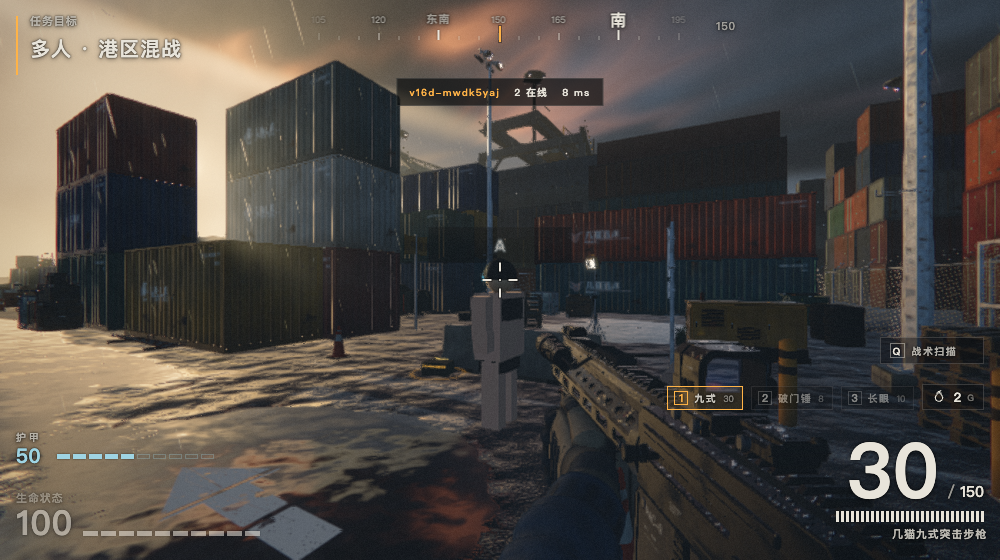 任务目标
多人 · 港区混战
105 120 东南 150 165 南 195 150
v16d-mwdk5yaj 2 在线 8 ms
A
Q 战术扫描
1 九式 30 2 破门锤 8 3 长眼 10 2 G
护甲
50
生命状态
100
30 / 150
几猫九式突击步枪